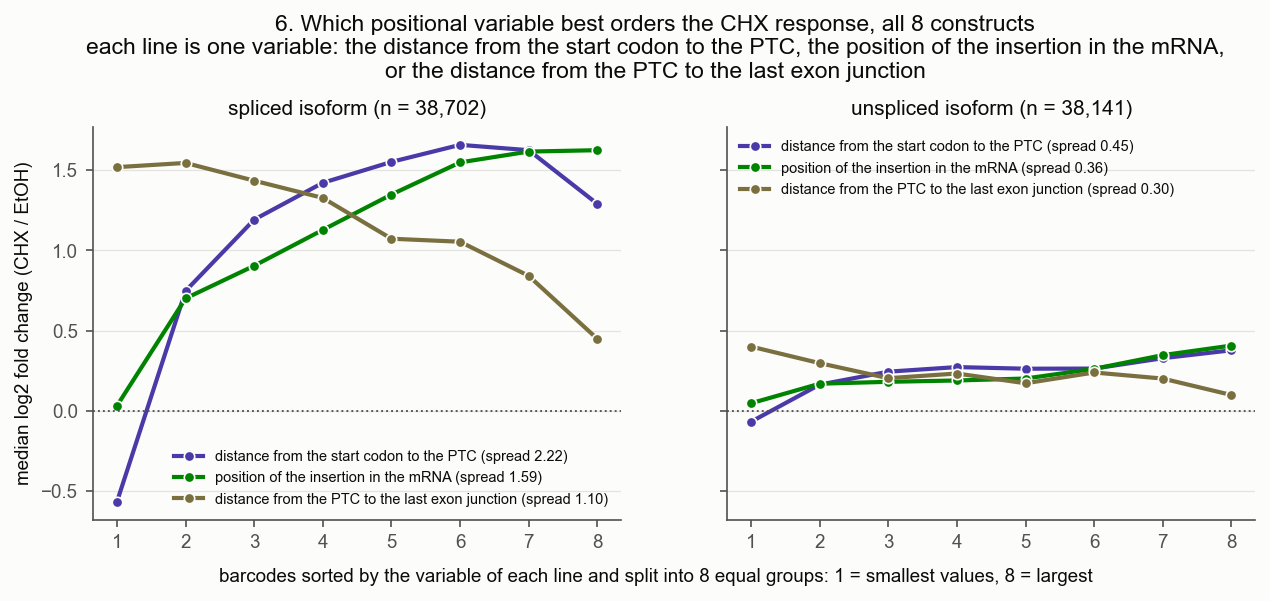 6. Which positional variable best orders the CHX response, all 8 constructs
each line is one variable: the distance from the start codon to the PTC, the position of the insertion in the mRNA,
or the distance from the PTC to the last exon junction
spliced isoform (n = 38,702)
median log2 fold change (CHX / EtOH)
1.5
1.0
0.5
0.0
−0.5
distance from the start codon to the PTC (spread 2.22)
position of the insertion in the mRNA (spread 1.59)
distance from the PTC to the last exon junction (spread 1.10)
1 2 3 4 5 6 7 8
unspliced isoform (n = 38,141)
distance from the start codon to the PTC (spread 0.45)
position of the insertion in the mRNA (spread 0.36)
distance from the PTC to the last exon junction (spread 0.30)
1 2 3 4 5 6 7 8
barcodes sorted by the variable of each line and split into 8 equal groups: 1 = smallest values, 8 = largest